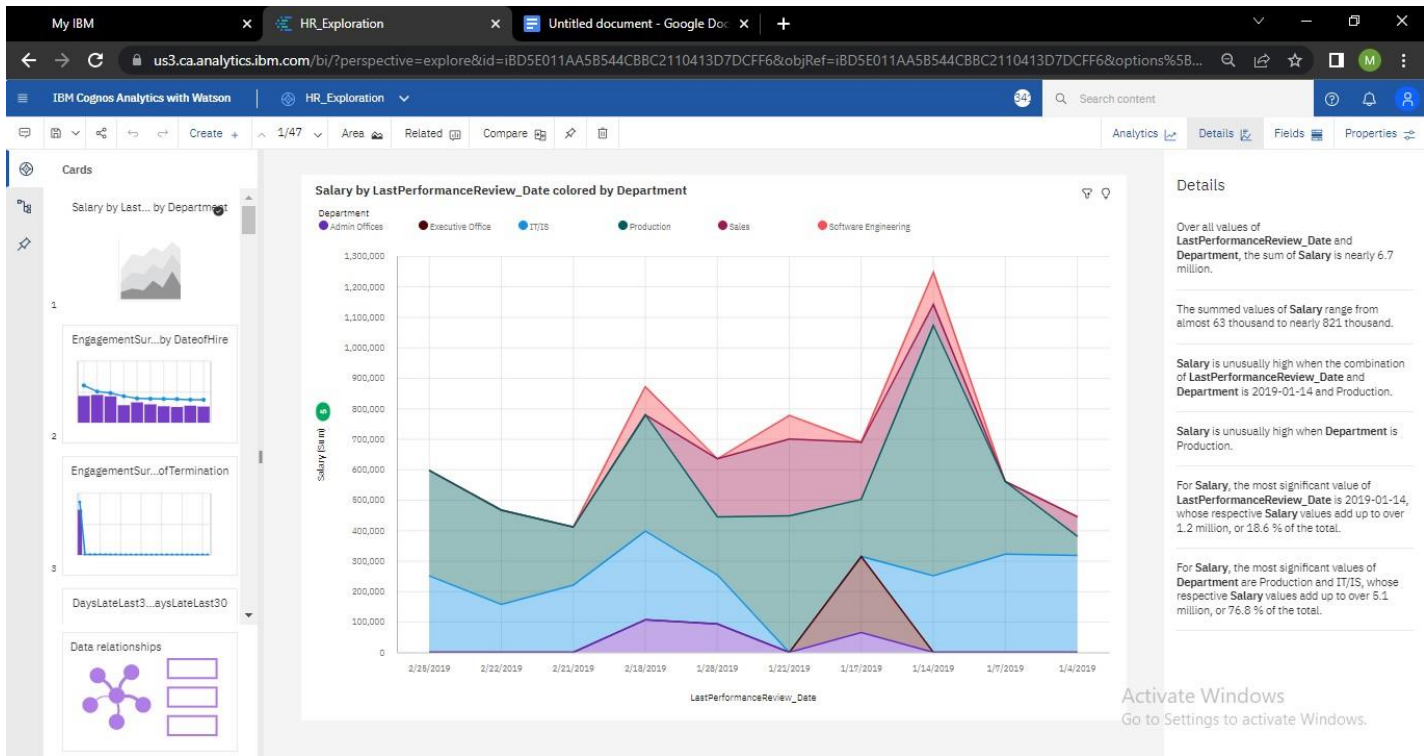 My IBM
HR_Exploration
Untitled document - Google Doc
us3.ca.analytics.ibm.com/bi/?perspective=explore&id=iBD5E011AA5B544CBBC2110413D7DCFF6&objRef=iBD5E011AA5B544CBBC2110413D7DCFF6&options%5B...
M
IBM Cognos Analytics with Watson
HR_Exploration
Search content
Create +
1/47
Area
Related
Compare
Analytics
Details
Fields
Properties
Cards
Salary by Last... by Department
1
EngagementSur...by DateofHire
2
EngagementSur...ofTermination
3
DaysLateLast3...aysLateLast30
Data relationships
Salary by LastPerformanceReview_Date colored by Department
Department
Admin Offices
Executive Office
IT/IS
Production
Sales
Software Engineering
Salary (Sum)
1,300,000
1,200,000
1,100,000
1,000,000
900,000
800,000
700,000
600,000
500,000
400,000
300,000
200,000
100,000
0
2/25/2019 2/22/2019 2/21/2019 2/18/2019 1/28/2019 1/22/2019 1/17/2019 1/14/2019 1/7/2019 1/4/2019
LastPerformanceReview_Date
Details
Over all values of
LastPerformanceReview_Date and
Department, the sum of Salary is nearly 6.7
million.
The summed values of Salary range from
almost 63 thousand to nearly 821 thousand.
Salary is unusually high when the combination
of LastPerformanceReview_Date and
Department is 2019-01-14 and Production.
Salary is unusually high when Department is
Production.
For Salary, the most significant value of
LastPerformanceReview_Date is 2019-01-14,
whose respective Salary values add up to over
1.2 million, or 18.6 % of the total.
For Salary, the most significant values of
Department are Production and IT/IS, whose
respective Salary values add up to over 5.1
million, or 76.8 % of the total.
Activate Windows
Go to Settings to activate Windows.